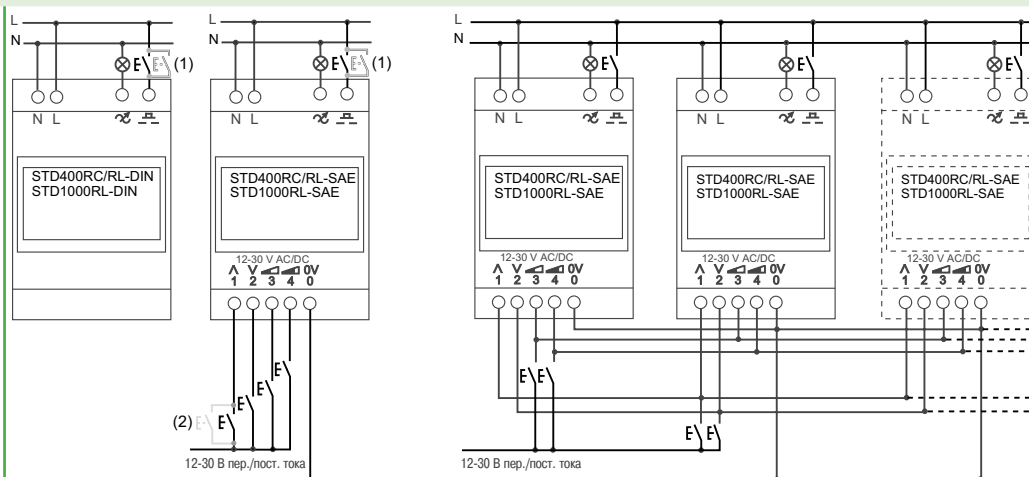 L
N
(1)
N L
STD400RC/RL-DIN
STD1000RL-DIN
L
N
(1)
N L
STD400RC/RL-SAE
STD1000RL-SAE
12-30 V AC/DC
0V
1 2 3 4 0
(2)
12-30 В пер./пост. тока
L
N
N L
STD400RC/RL-SAE
STD1000RL-SAE
12-30 V AC/DC
0V
1 2 3 4 0
N L
STD400RC/RL-SAE
STD1000RL-SAE
12-30 V AC/DC
0V
1 2 3 4 0
N L
STD400RC/RL-SAE
STD1000RL-SAE
12-30 V AC/DC
0V
1 2 3 4 0
12-30 В пер./пост. тока